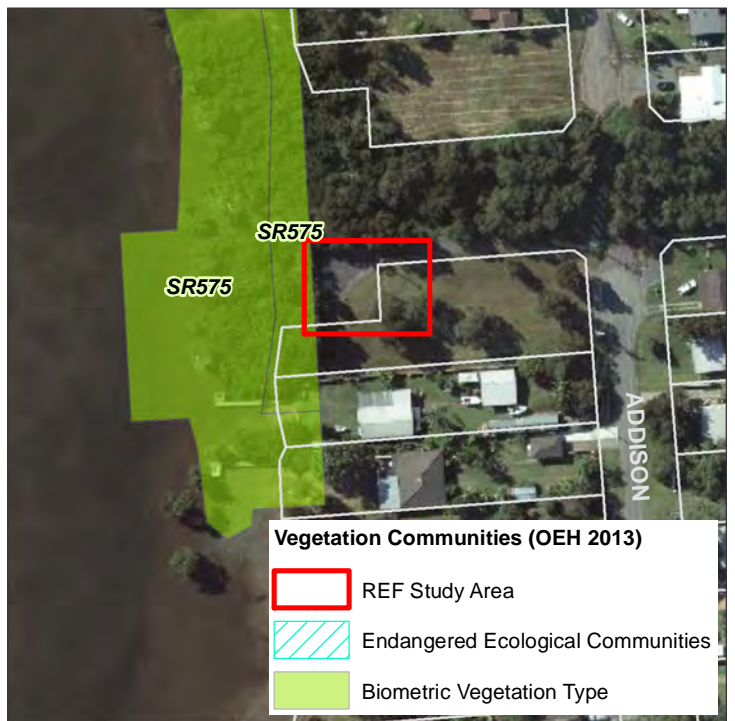 SR575
SR575
ADDISON
Vegetation Communities (OEH 2013)
REF Study Area
Endangered Ecological Communities
Biometric Vegetation Type